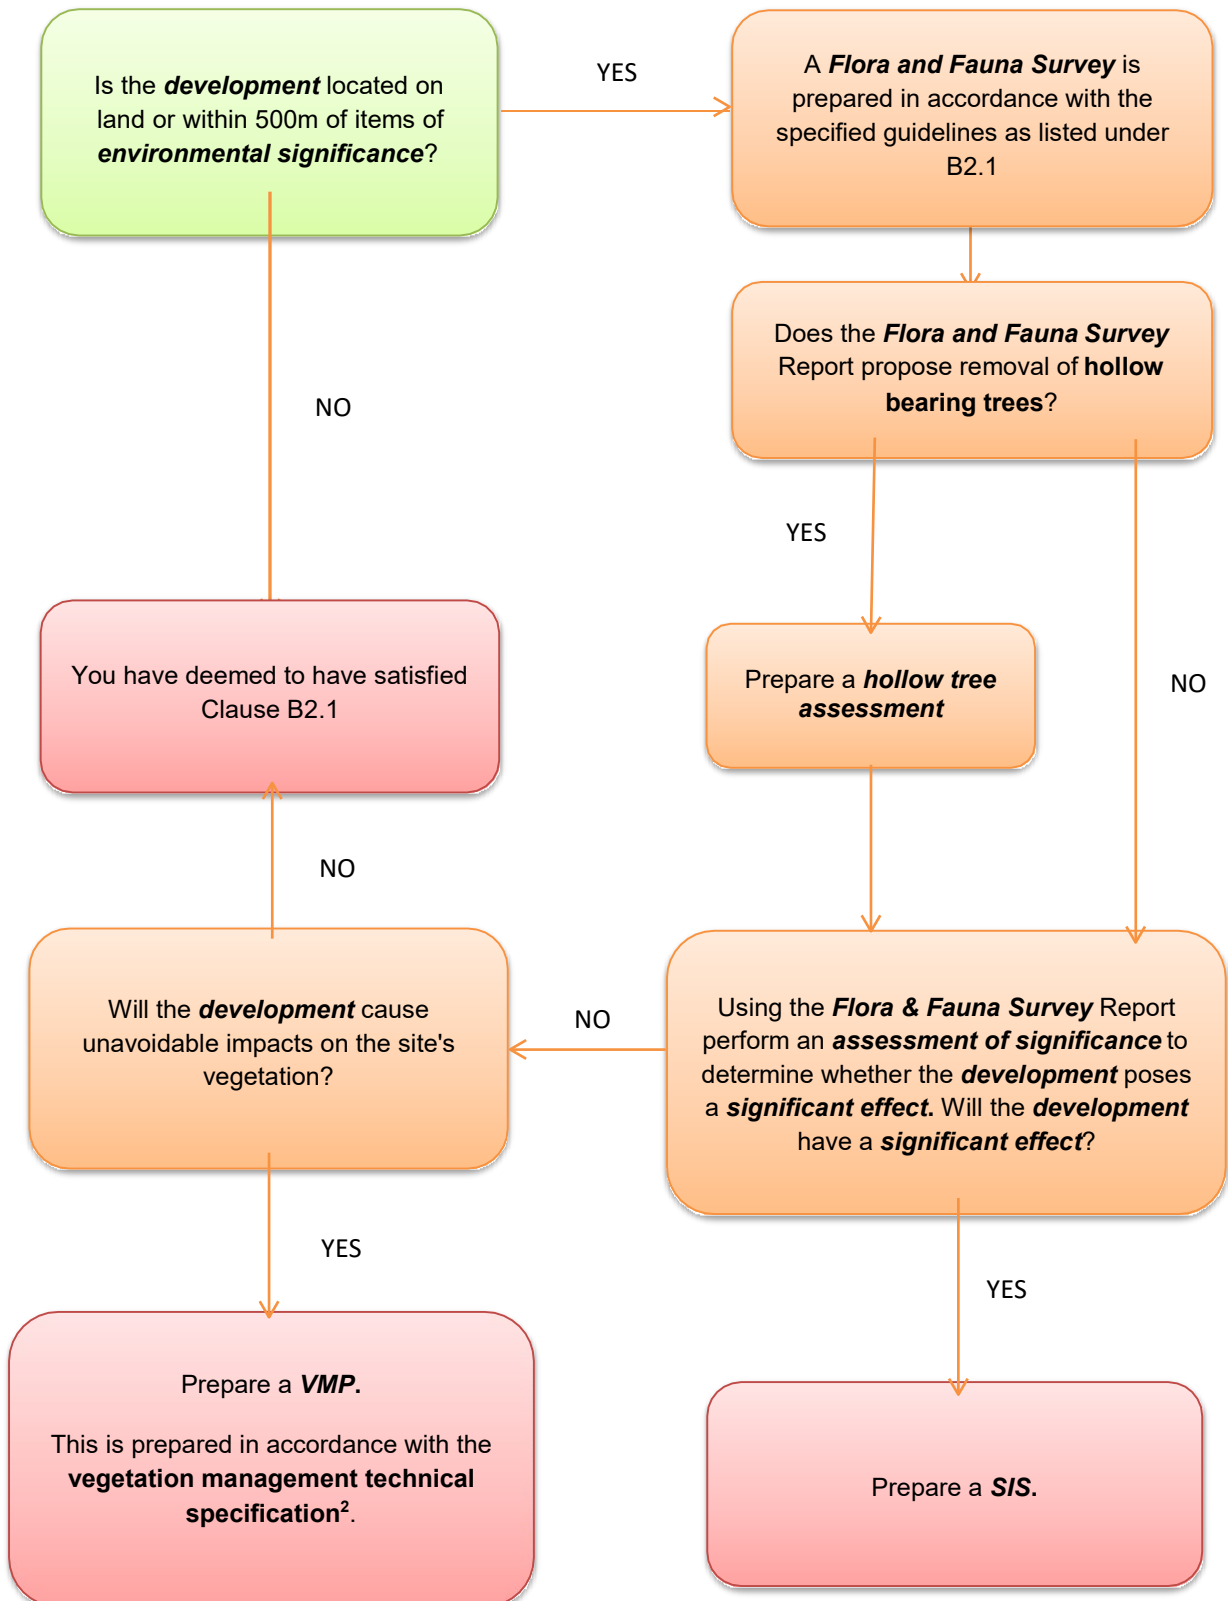 Is the development located on
land or within 500m of items of
environmental significance?
YES
A Flora and Fauna Survey is
prepared in accordance with the
specified guidelines as listed under
B2.1
Does the Flora and Fauna Survey
Report propose removal of hollow
bearing trees?
NO
YES
You have deemed to have satisfied
Clause B2.1
Prepare a hollow tree
assessment
NO
NO
Will the development cause
unavoidable impacts on the site's
vegetation?
NO
Using the Flora & Fauna Survey Report
perform an assessment of significance to
determine whether the development poses
a significant effect. Will the development
have a significant effect?
YES
YES
Prepare a VMP.
This is prepared in accordance with the
vegetation management technical
specification².
Prepare a SIS.